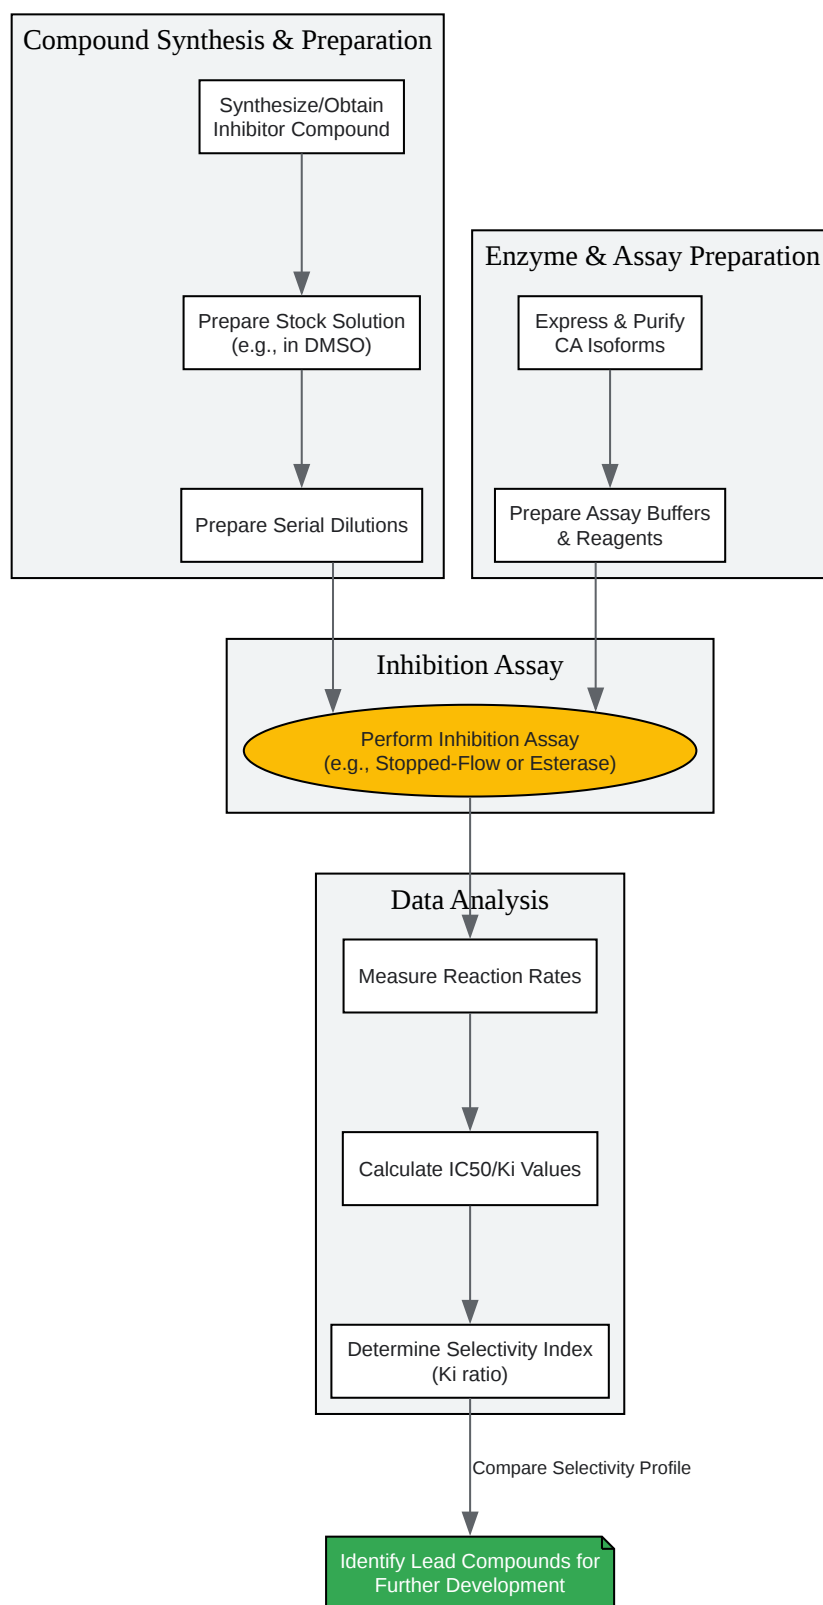 Compound Synthesis & Preparation
Synthesize/Obtain
Inhibitor Compound
Prepare Stock Solution
(e.g., in DMSO)
Prepare Serial Dilutions
Enzyme & Assay Preparation
Express & Purify
CA Isoforms
Prepare Assay Buffers
& Reagents
Inhibition Assay
Perform Inhibition Assay
(e.g., Stopped-Flow or Esterase)
Data Analysis
Measure Reaction Rates
Calculate IC50/Ki Values
Determine Selectivity Index
(Ki ratio)
Compare Selectivity Profile
Identify Lead Compounds for
Further Development